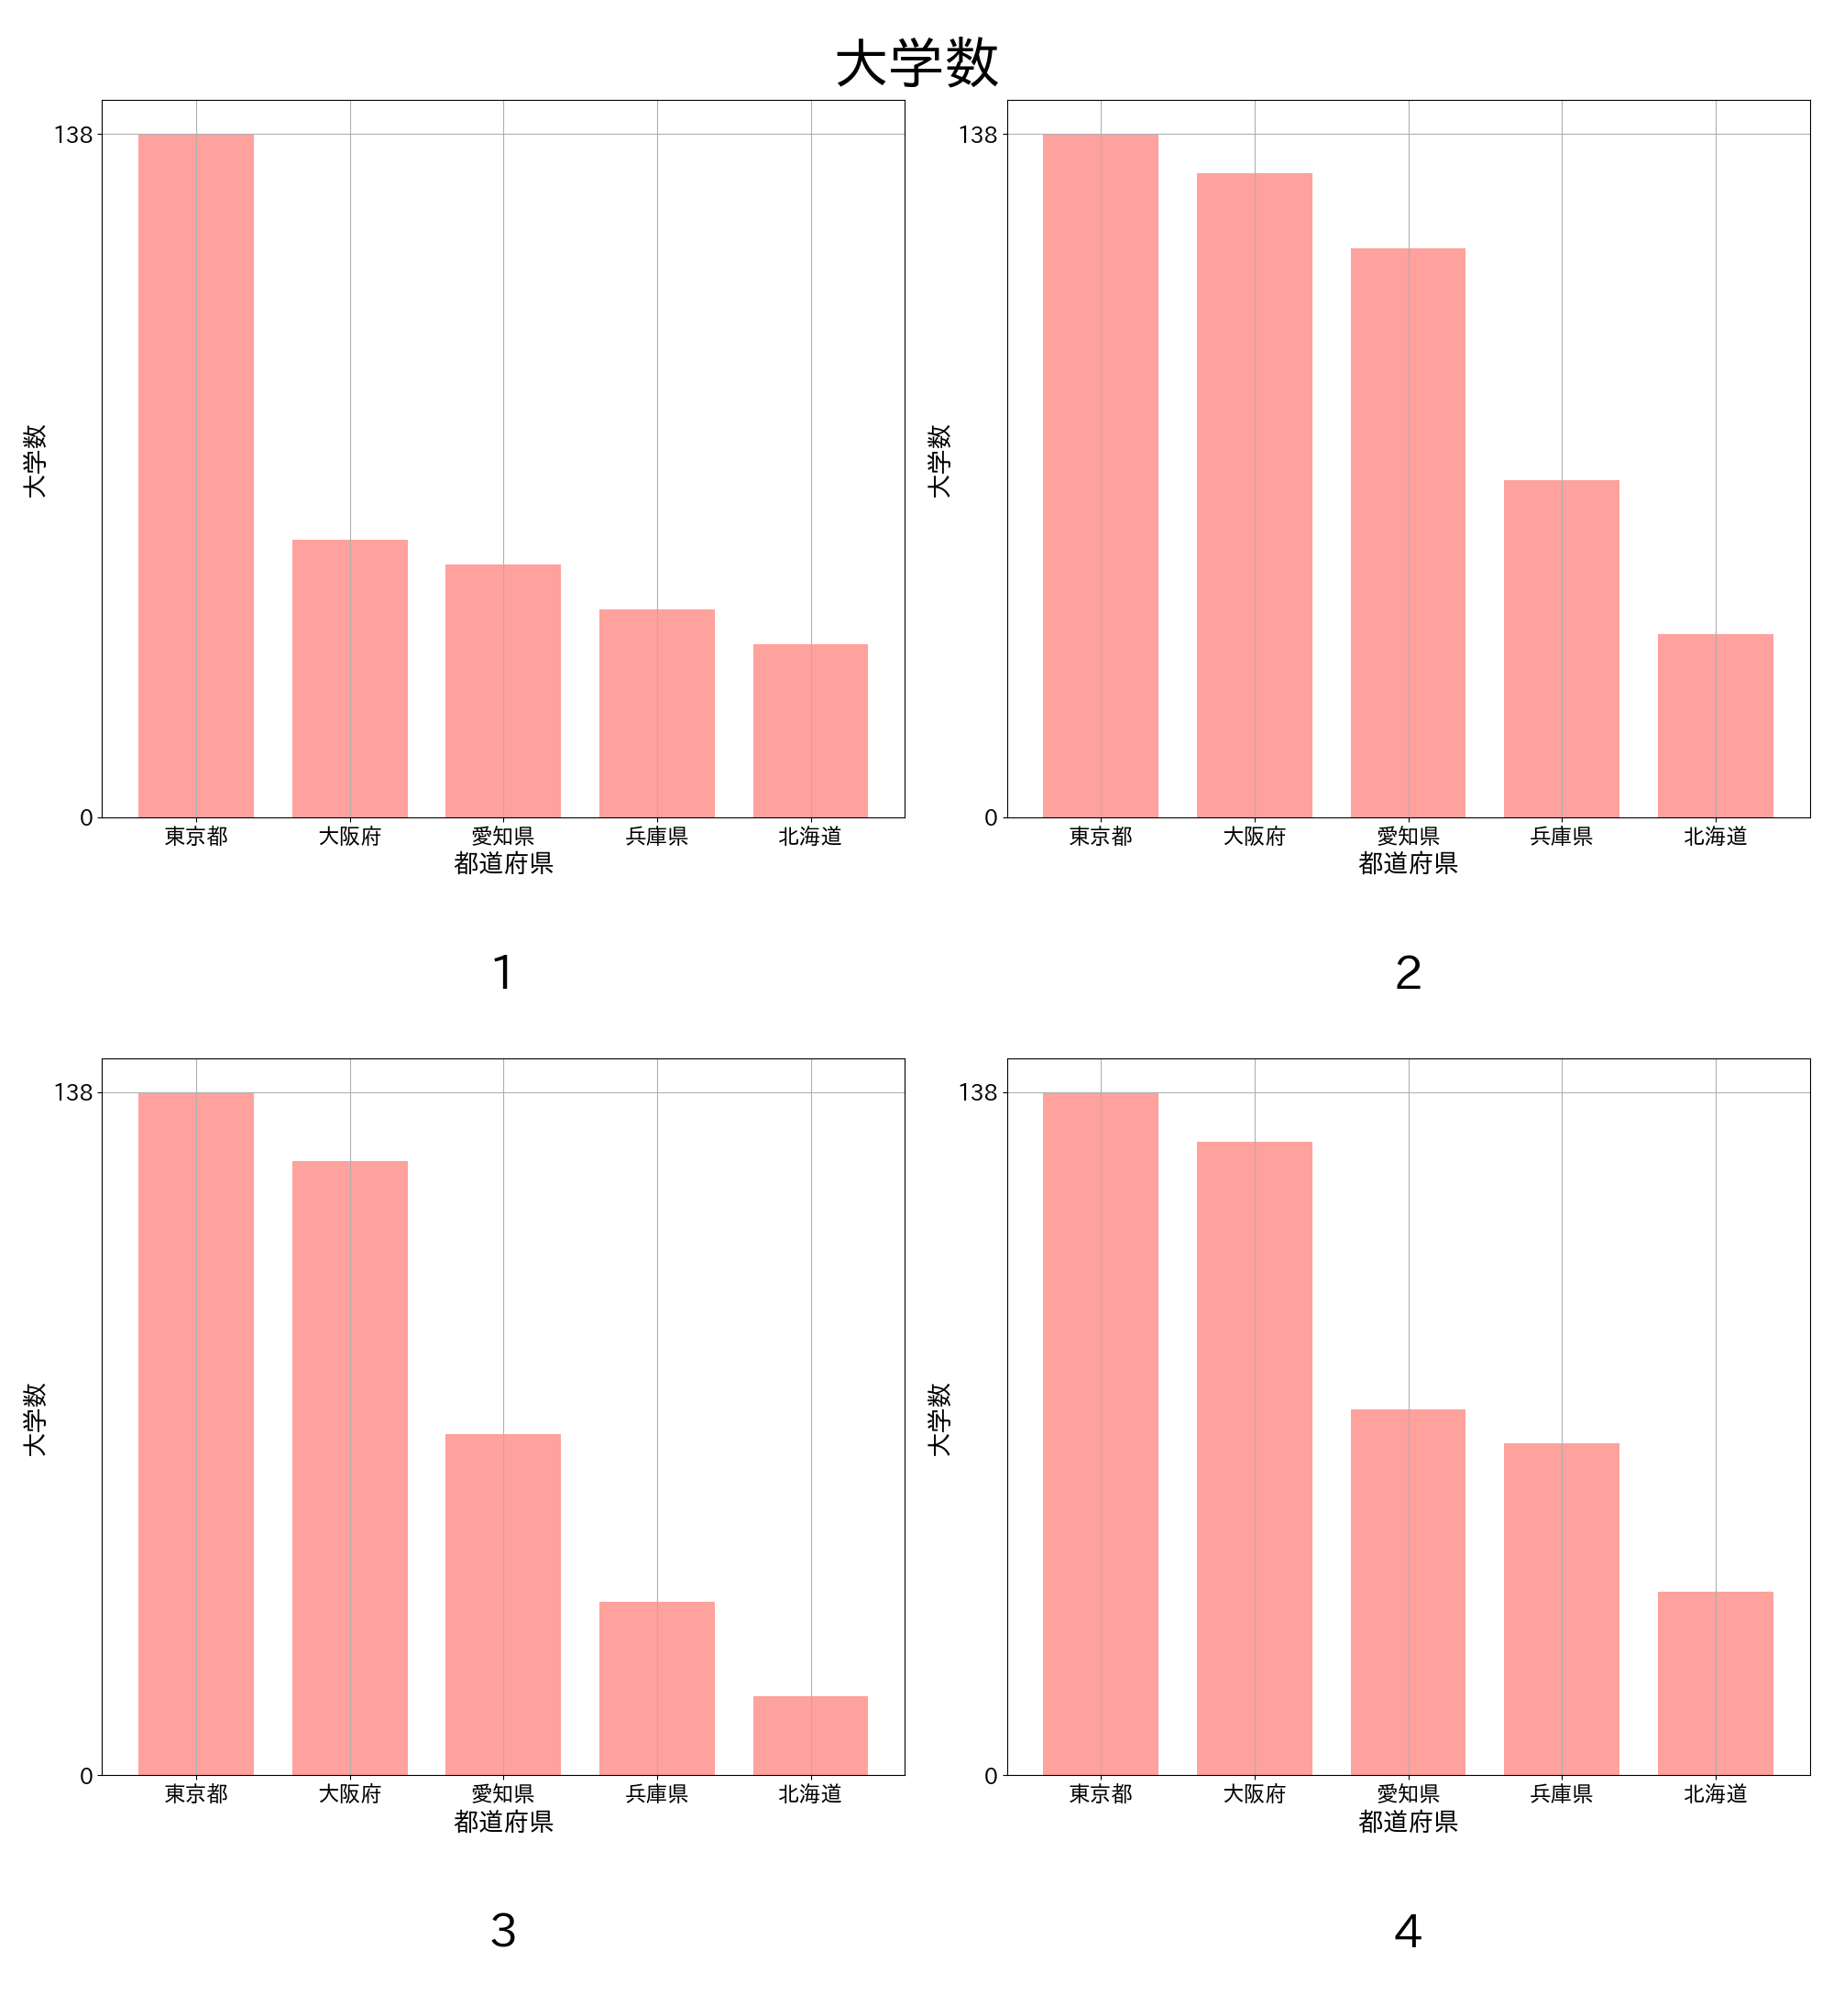 大学数
138
0
大学数
東京都 大阪府 愛知県 兵庫県 北海道
都道府県
1
138
0
大学数
東京都 大阪府 愛知県 兵庫県 北海道
都道府県
2
138
0
大学数
東京都 大阪府 愛知県 兵庫県 北海道
都道府県
3
138
0
大学数
東京都 大阪府 愛知県 兵庫県 北海道
都道府県
4